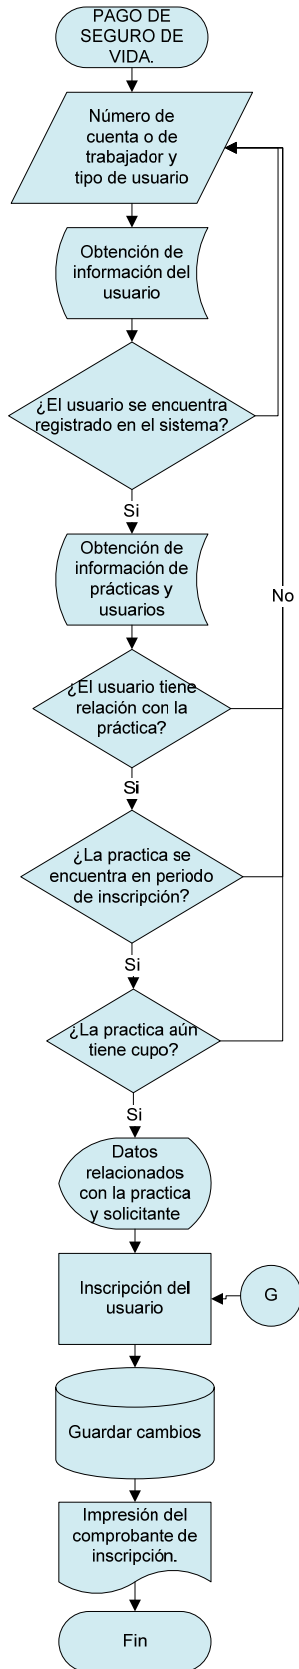 PAGO DE
SEGURO DE
VIDA.
Número de
cuenta o de
trabajador y
tipo de usuario
Obtención de
información del
usuario
¿El usuario se encuentra
registrado en el sistema?
Si
Obtención de
información de
prácticas y
usuarios
No
¿El usuario tiene
relación con la
práctica?
Si
¿La practica se
encuentra en periodo
de inscripción?
Si
¿La practica aún
tiene cupo?
Si
Datos
relacionados
con la practica
y solicitante
Inscripción del
usuario
G
Guardar cambios
Impresión del
comprobante de
inscripción.
Fin